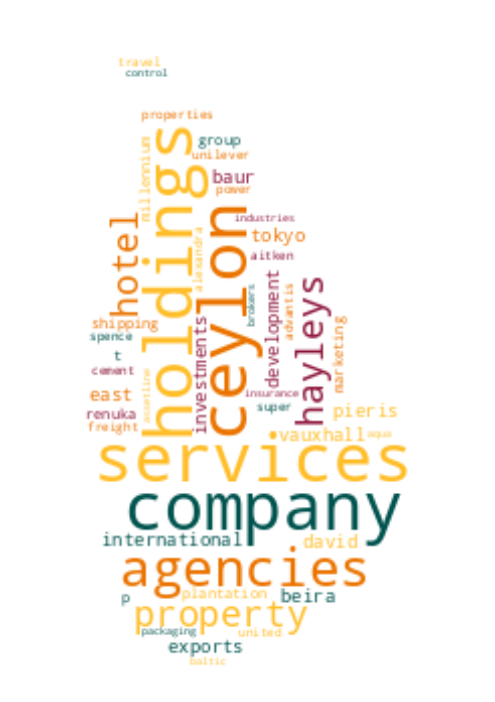 travel
control
properties
millennium
holdings
group
unilever
baur
power
hotel
ceylon
industries
tokyo
alexandra
aitken
development
brokers
advantis
hayleys
shipping
spence
t
cement
investments
marketing
assetline
east
insurance
super
renuka
pieris
freight
vauxhall
aqua
services
company
international
david
agencies
p
plantation
beira
property
packaging
united
exports
baltic